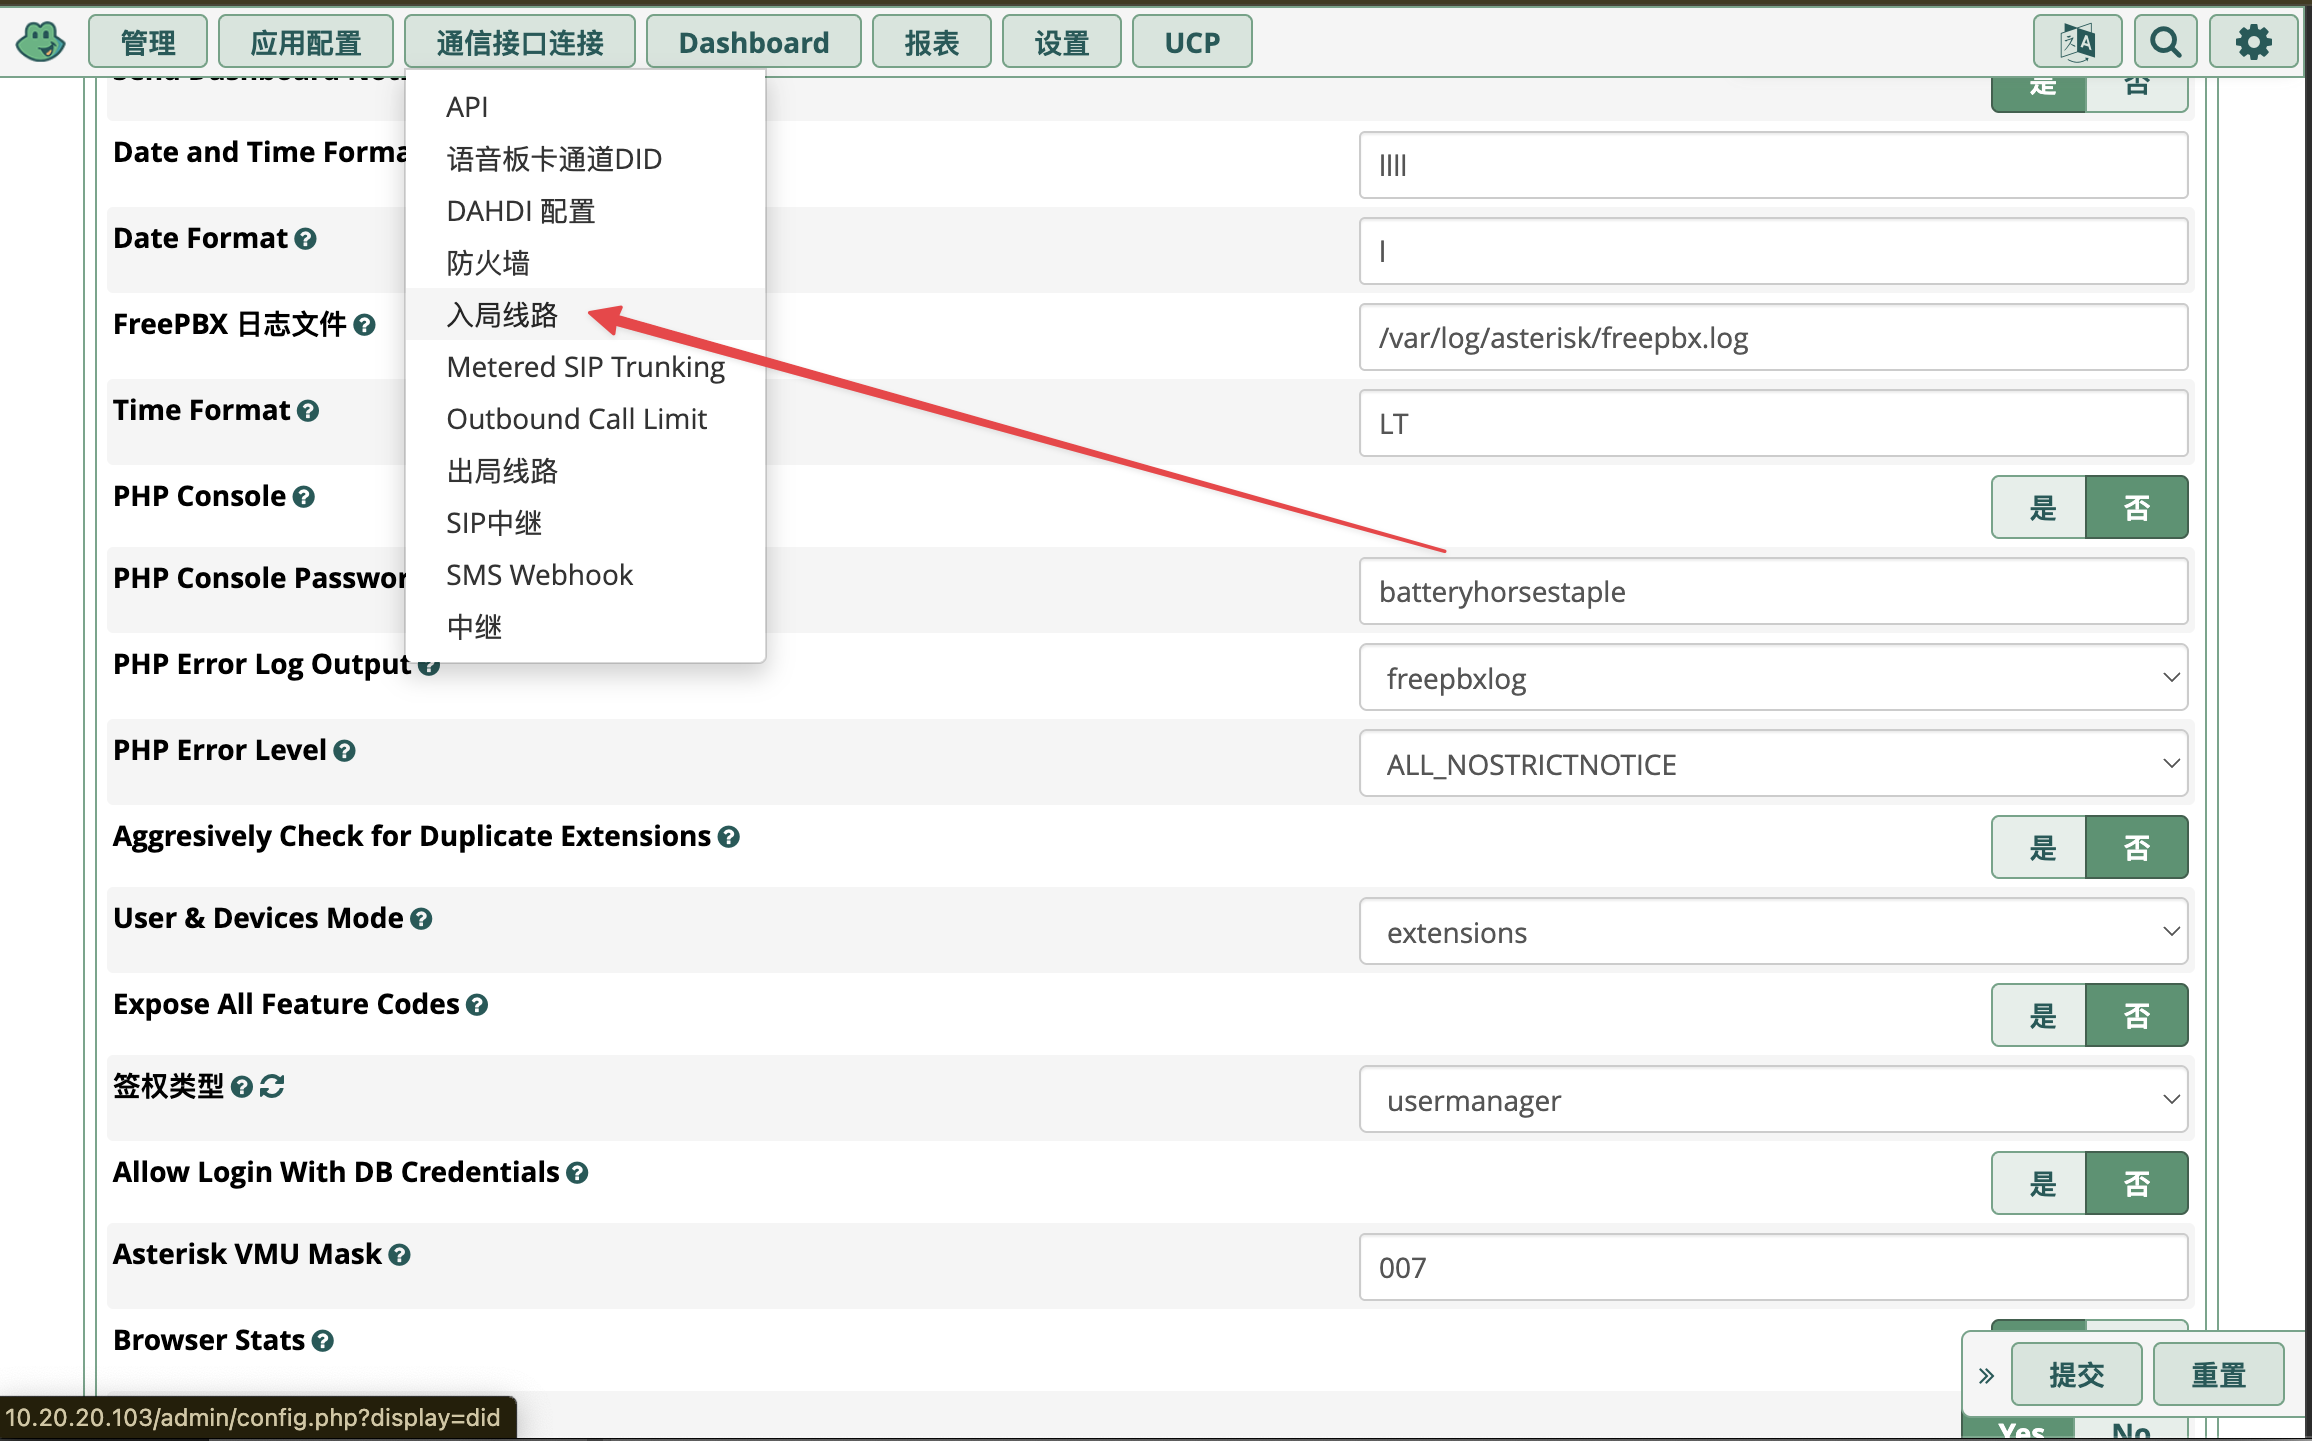 管理
应用配置
通信接口连接
Dashboard
报表
设置
UCP
是
否
API
语音板卡通道DID
DAHDI 配置
防火墙
入局线路
Metered SIP Trunking
Outbound Call Limit
出局线路
SIP中继
SMS Webhook
中继
Date and Time Forma
llll
Date Format
l
FreePBX 日志文件
/var/log/asterisk/freepbx.log
Time Format
LT
PHP Console
是
否
PHP Console Passwor
batteryhorsestaple
PHP Error Log Output
freepbxlog
PHP Error Level
ALL_NOSTRICTNOTICE
Aggresively Check for Duplicate Extensions
是
否
User & Devices Mode
extensions
Expose All Feature Codes
是
否
签权类型
usermanager
Allow Login With DB Credentials
是
否
Asterisk VMU Mask
007
Browser Stats
»
提交
重置
Yes
No
10.20.20.103/admin/config.php?display=did